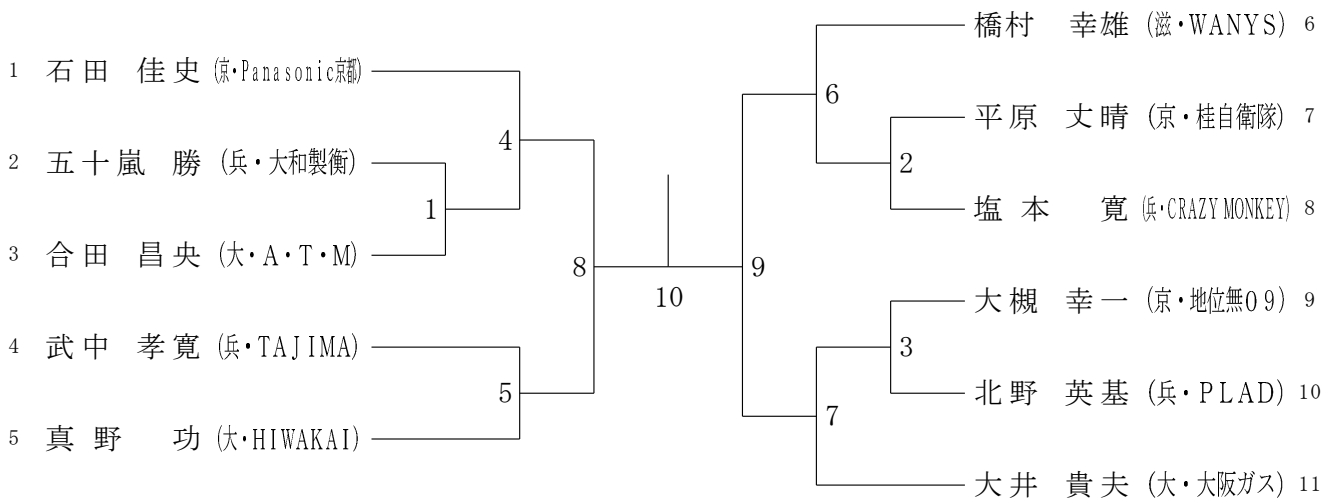 1 石田 佳史 (京・Panasonic京都)
2 五十嵐 勝 (兵・大和製衡)
3 合田 昌央 (大・A・T・M)
4 武中 孝寛 (兵・TAJIMA)
5 真野 功 (大・HIWAKAI)
4
1
8
5
10
9
6
2
3
7
橋村 幸雄 (滋・WANYS) 6
平原 丈晴 (京・桂自衛隊) 7
塩本 寛 (兵・CRAZY MONKEY) 8
大槻 幸一 (京・地位無09) 9
北野 英基 (兵・PLAD) 10
大井 貴夫 (大・大阪ガス) 11